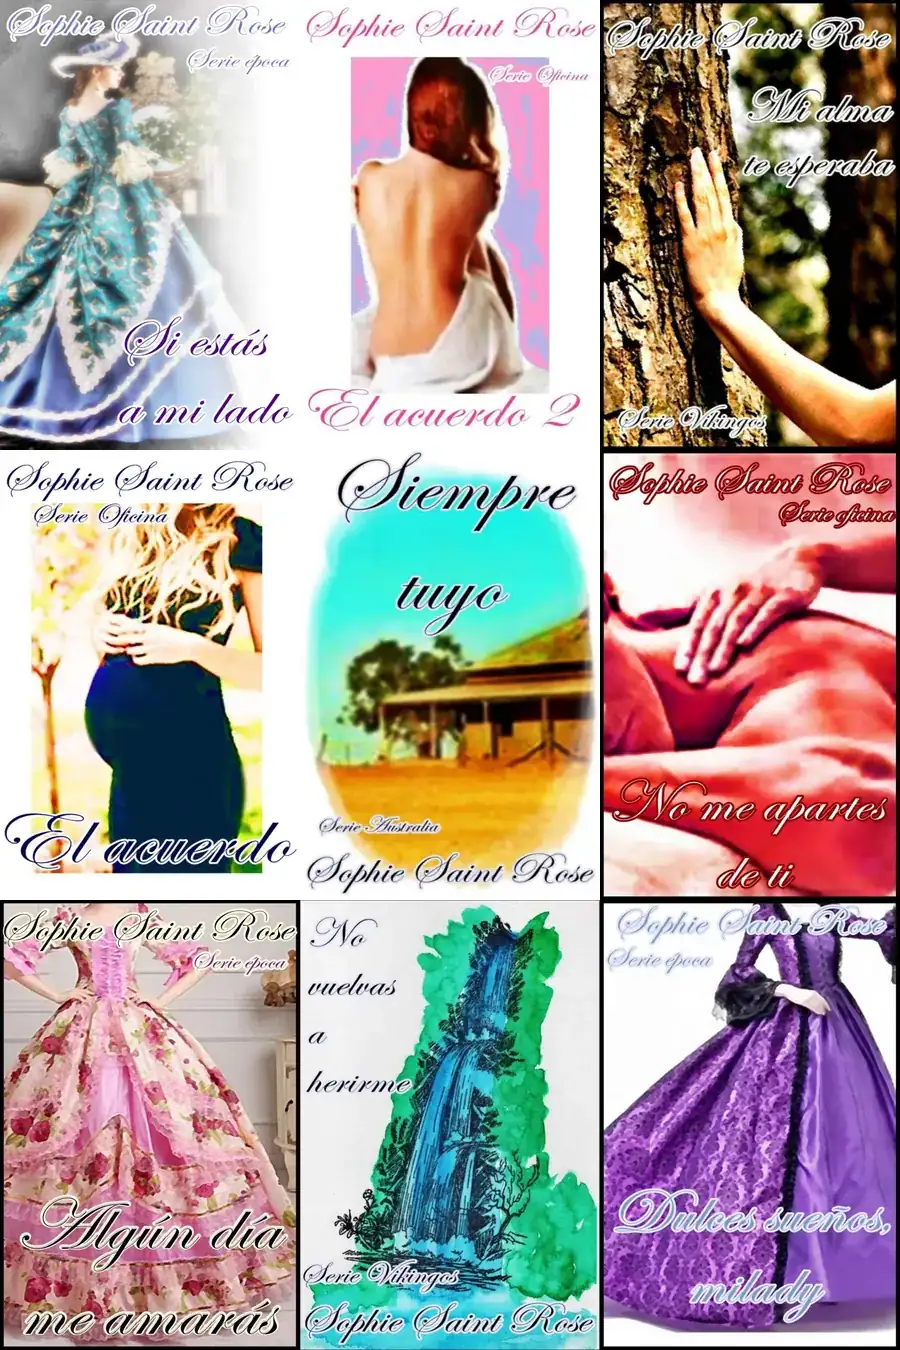 Sophie Saint Rose
Serie época
Si estás
a mi lado
Sophie Saint Rose
Serie Oficina
El acuerdo 2
Sophie Saint Rose
Mi alma
te esperaba
Serie Vikingos
Sophie Saint Rose
Serie Oficina
El acuerdo
Siempre
tuyo
Serie Australia
Sophie Saint Rose
Sophie Saint Rose
Serie oficina
No me apartes
de ti
Sophie Saint Rose
Serie época
Algún día
me amarás
No
vuelvas
a
herirme
Serie Vikingos
Sophie Saint Rose
Sophie Saint Rose
Serie época
Dulces sueños,
milady